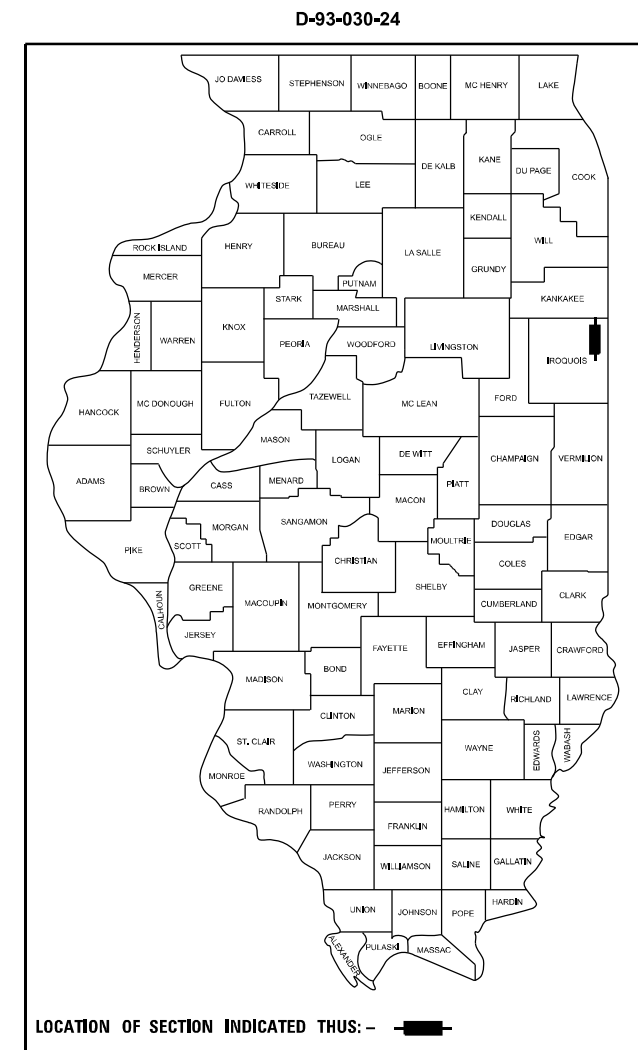 D-93-030-24
JO DAVIESS
STEPHENSON
WINNEBAGO
BOONE
MC HENRY
LAKE
CARROLL
OGLE
DE KALB
KANE
DU PAGE
COOK
WHITESIDE
LEE
KENDALL
WILL
ROCK ISLAND
HENRY
BUREAU
LA SALLE
GRUNDY
MERCER
PUTNAM
STARK
MARSHALL
KANKAKEE
HENDERSON
WARREN
KNOX
PEORIA
WOODFORD
LIVINGSTON
IROQUOIS
HANCOCK
MC DONOUGH
FULTON
TAZEWELL
MC LEAN
FORD
SCHUYLER
MASON
LOGAN
DE WITT
CHAMPAIGN
VERMILION
ADAMS
BROWN
CASS
MENARD
PIATT
MACON
MORGAN
SANGAMON
DOUGLAS
EDGAR
PIKE
SCOTT
CHRISTIAN
MOULTRIE
COLES
GREENE
MACOUPIN
MONTGOMERY
SHELBY
CUMBERLAND
CLARK
CALHOUN
JERSEY
FAYETTE
EFFINGHAM
JASPER
CRAWFORD
MADISON
BOND
CLAY
RICHLAND
LAWRENCE
CLINTON
MARION
ST. CLAIR
WAYNE
EDWARDS
WABASH
WASHINGTON
JEFFERSON
MONROE
RANDOLPH
PERRY
HAMILTON
WHITE
FRANKLIN
JACKSON
WILLIAMSON
SALINE
GALLATIN
UNION
JOHNSON
POPE
HARDIN
ALEXANDER
PULASKI
MASSAC
LOCATION OF SECTION INDICATED THUS: –